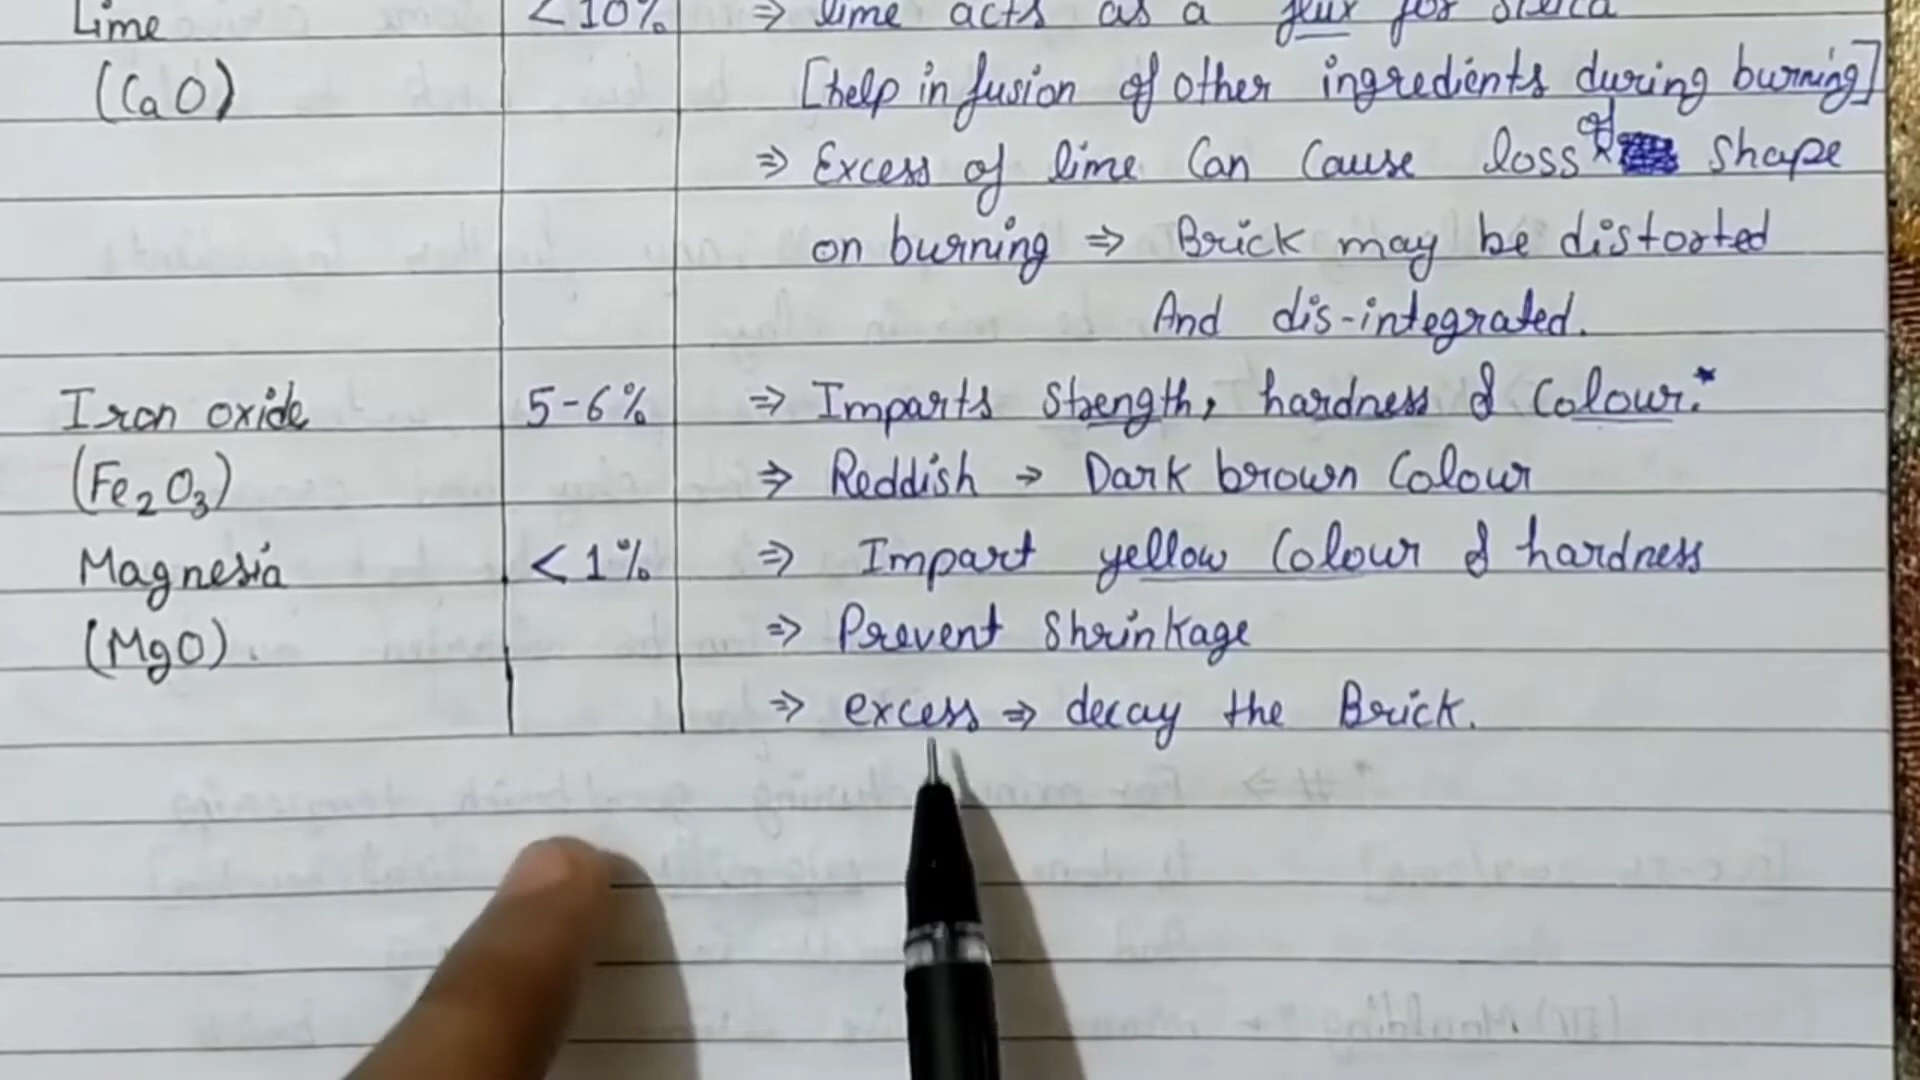 Lime <10% ⇒ lime acts as a flux for silica
(CaO) [help in fusion of other ingredients during burning]
⇒ Excess of lime Can Cause loss of shape
on burning ⇒ Brick may be distorted
And dis-integrated.
Iron oxide 5-6% ⇒ Imparts strength, hardness & Colour.*
(Fe₂O₃) ⇒ Reddish → Dark brown Colour
Magnesia <1% ⇒ Impart yellow Colour & hardness
(MgO) ⇒ Prevent Shrinkage
⇒ excess ⇒ decay the Brick.